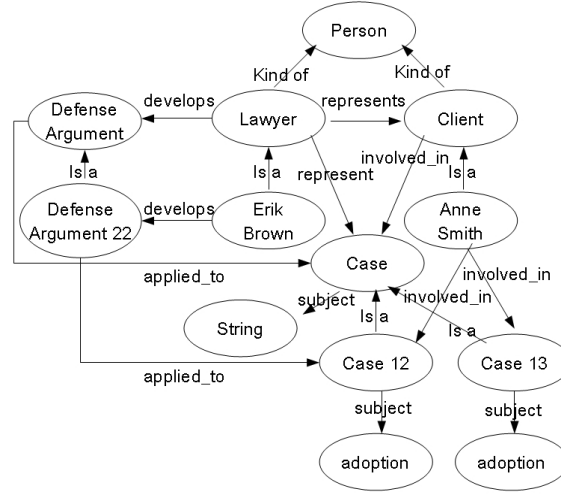 Person
Kind of
Kind of
Defense
Argument
develops
Lawyer
represents
Client
Is a
Is a
represent
involved_in
Is a
Defense
Argument 22
develops
Erik
Brown
Anne
Smith
applied_to
Case
involved_in
subject
involved_in
String
Is a
Is a
applied_to
Case 12
Case 13
subject
subject
adoption
adoption